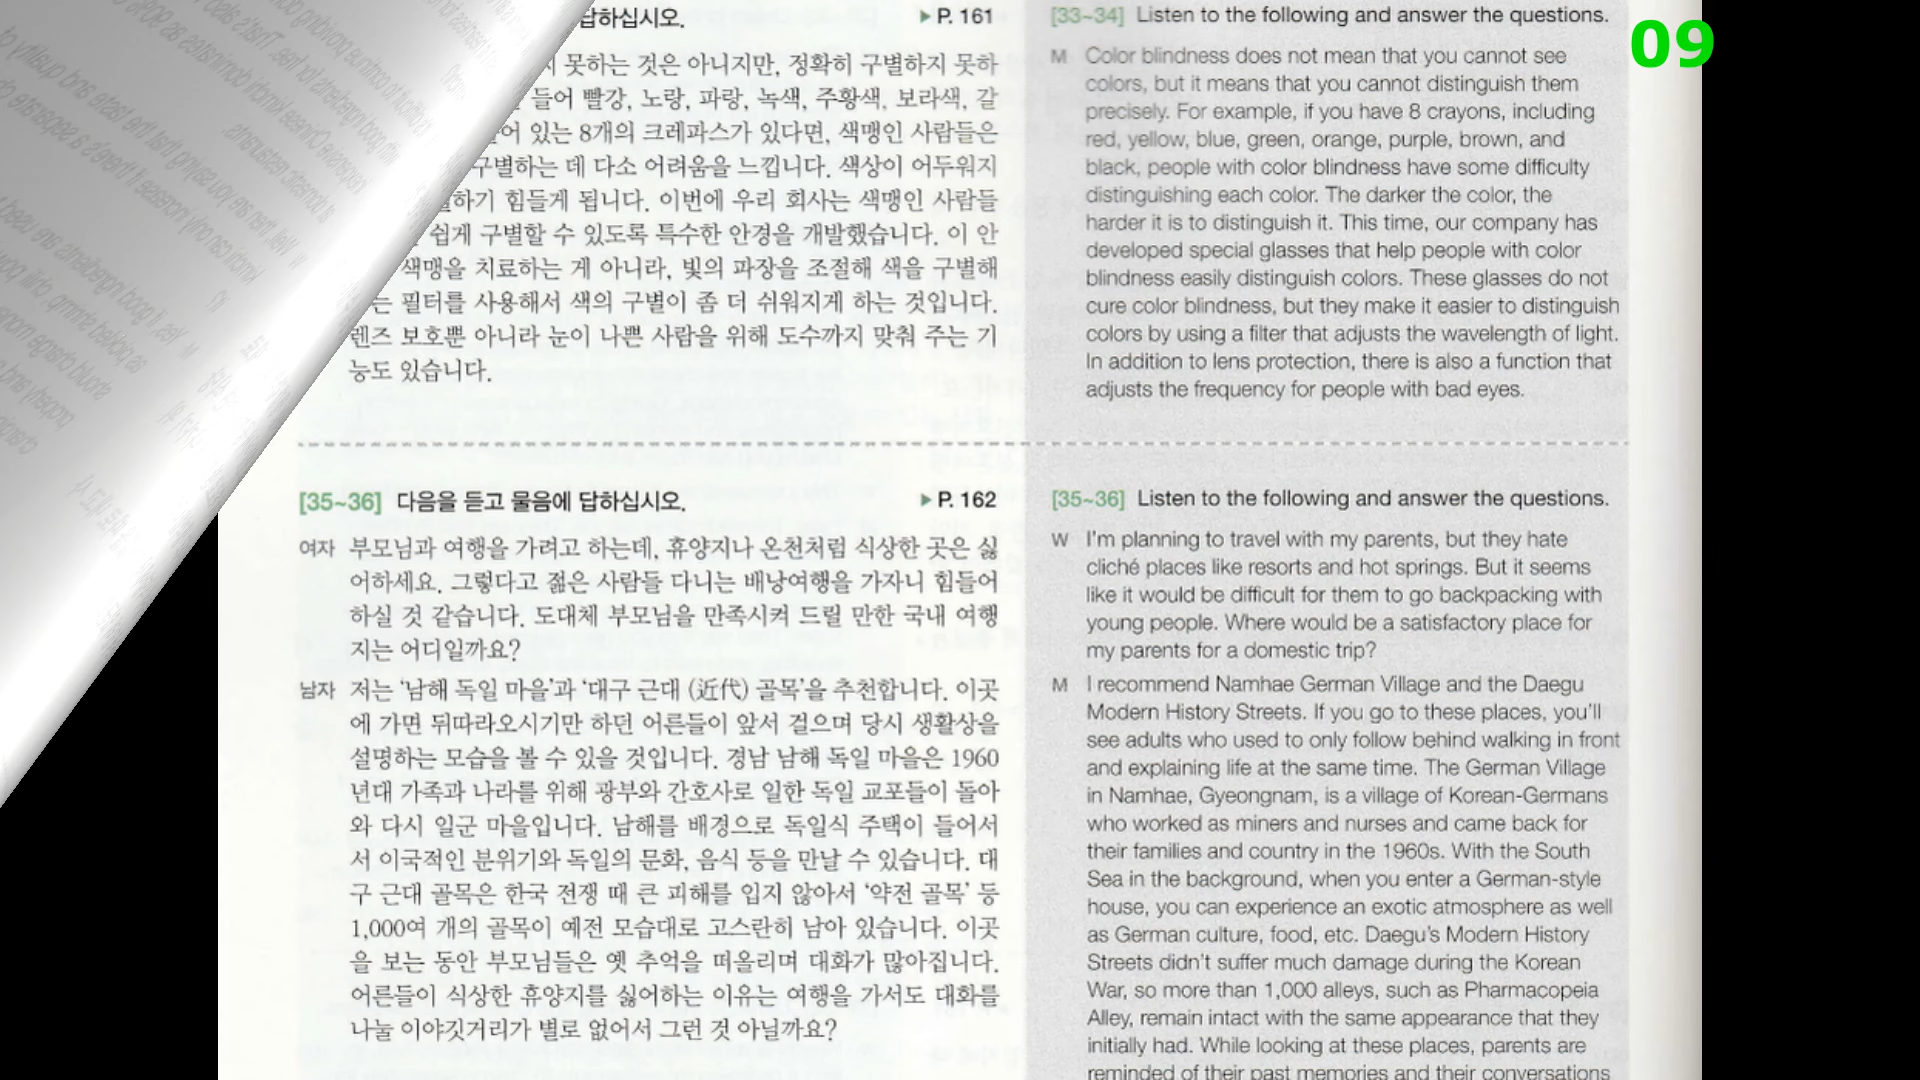 답하십시오. ▶ P. 161
못하는 것은 아니지만, 정확히 구별하지 못하
들어 빨강, 노랑, 파랑, 녹색, 주황색, 보라색, 갈
있는 8개의 크레파스가 있다면, 색맹인 사람들은
구별하는 데 다소 어려움을 느낍니다. 색상이 어두워지
힘들게 됩니다. 이번에 우리 회사는 색맹인 사람들
쉽게 구별할 수 있도록 특수한 안경을 개발했습니다. 이 안
색맹을 치료하는 게 아니라, 빛의 파장을 조절해 색을 구별해
필터를 사용해서 색의 구별이 좀 더 쉬워지게 하는 것입니다.
렌즈 보호뿐 아니라 눈이 나쁜 사람을 위해 도수까지 맞춰 주는 기
능도 있습니다.
[35~36] 다음을 듣고 물음에 답하십시오. ▶ P. 162
여자 부모님과 여행을 가려고 하는데, 휴양지나 온천처럼 식상한 곳은 싫
어하세요. 그렇다고 젊은 사람들 다니는 배낭여행을 가자니 힘들어
하실 것 같습니다. 도대체 부모님을 만족시켜 드릴 만한 국내 여행
지는 어디일까요?
남자 저는 ‘남해 독일 마을’과 ‘대구 근대 (近代) 골목’을 추천합니다. 이곳
에 가면 뒤따라오시기만 하던 어른들이 앞서 걸으며 당시 생활상을
설명하는 모습을 볼 수 있을 것입니다. 경남 남해 독일 마을은 1960
년대 가족과 나라를 위해 광부와 간호사로 일한 독일 교포들이 돌아
와 다시 일군 마을입니다. 남해를 배경으로 독일식 주택이 들어서
서 이국적인 분위기와 독일의 문화, 음식 등을 만날 수 있습니다. 대
구 근대 골목은 한국 전쟁 때 큰 피해를 입지 않아서 ‘약전 골목’ 등
1,000여 개의 골목이 예전 모습대로 고스란히 남아 있습니다. 이곳
을 보는 동안 부모님들은 옛 추억을 떠올리며 대화가 많아집니다.
어른들이 식상한 휴양지를 싫어하는 이유는 여행을 가서도 대화를
나눌 이야깃거리가 별로 없어서 그런 것 아닐까요?
[33~34] Listen to the following and answer the questions.
M Color blindness does not mean that you cannot see
colors, but it means that you cannot distinguish them
precisely. For example, if you have 8 crayons, including
red, yellow, blue, green, orange, purple, brown, and
black, people with color blindness have some difficulty
distinguishing each color. The darker the color, the
harder it is to distinguish it. This time, our company has
developed special glasses that help people with color
blindness easily distinguish colors. These glasses do not
cure color blindness, but they make it easier to distinguish
colors by using a filter that adjusts the wavelength of light.
In addition to lens protection, there is also a function that
adjusts the frequency for people with bad eyes.
[35~36] Listen to the following and answer the questions.
W I'm planning to travel with my parents, but they hate
cliché places like resorts and hot springs. But it seems
like it would be difficult for them to go backpacking with
young people. Where would be a satisfactory place for
my parents for a domestic trip?
M I recommend Namhae German Village and the Daegu
Modern History Streets. If you go to these places, you'll
see adults who used to only follow behind walking in front
and explaining life at the same time. The German Village
in Namhae, Gyeongnam, is a village of Korean-Germans
who worked as miners and nurses and came back for
their families and country in the 1960s. With the South
Sea in the background, when you enter a German-style
house, you can experience an exotic atmosphere as well
as German culture, food, etc. Daegu's Modern History
Streets didn't suffer much damage during the Korean
War, so more than 1,000 alleys, such as Pharmacopeia
Alley, remain intact with the same appearance that they
initially had. While looking at these places, parents are
reminded of their past memories and their conversations
09